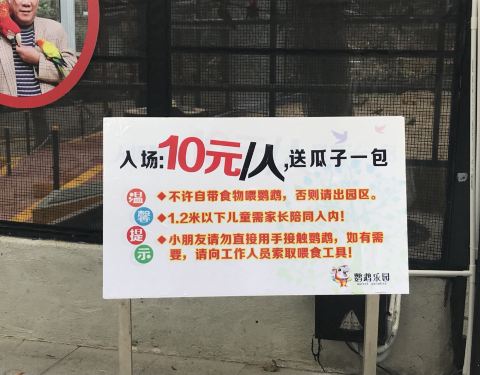 入场:10元/人,送瓜子一包
温馨提示
◆不许自带食物喂鹦鹉，否则请出园区。
◆1.2米以下儿童需家长陪同入内！
◆小朋友请勿直接用手接触鹦鹉，如有需
要，请向工作人员索取喂食工具！
鹦鹉乐园